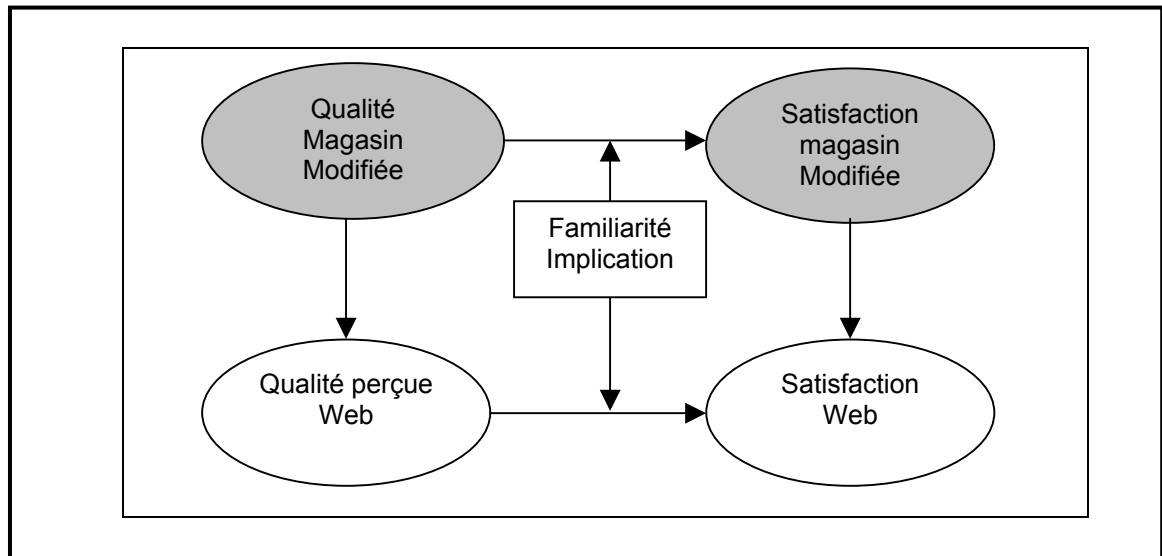 Qualité
Magasin
Modifiée
Satisfaction
magasin
Modifiée
Familiarité
Implication
Qualité perçue
Web
Satisfaction
Web